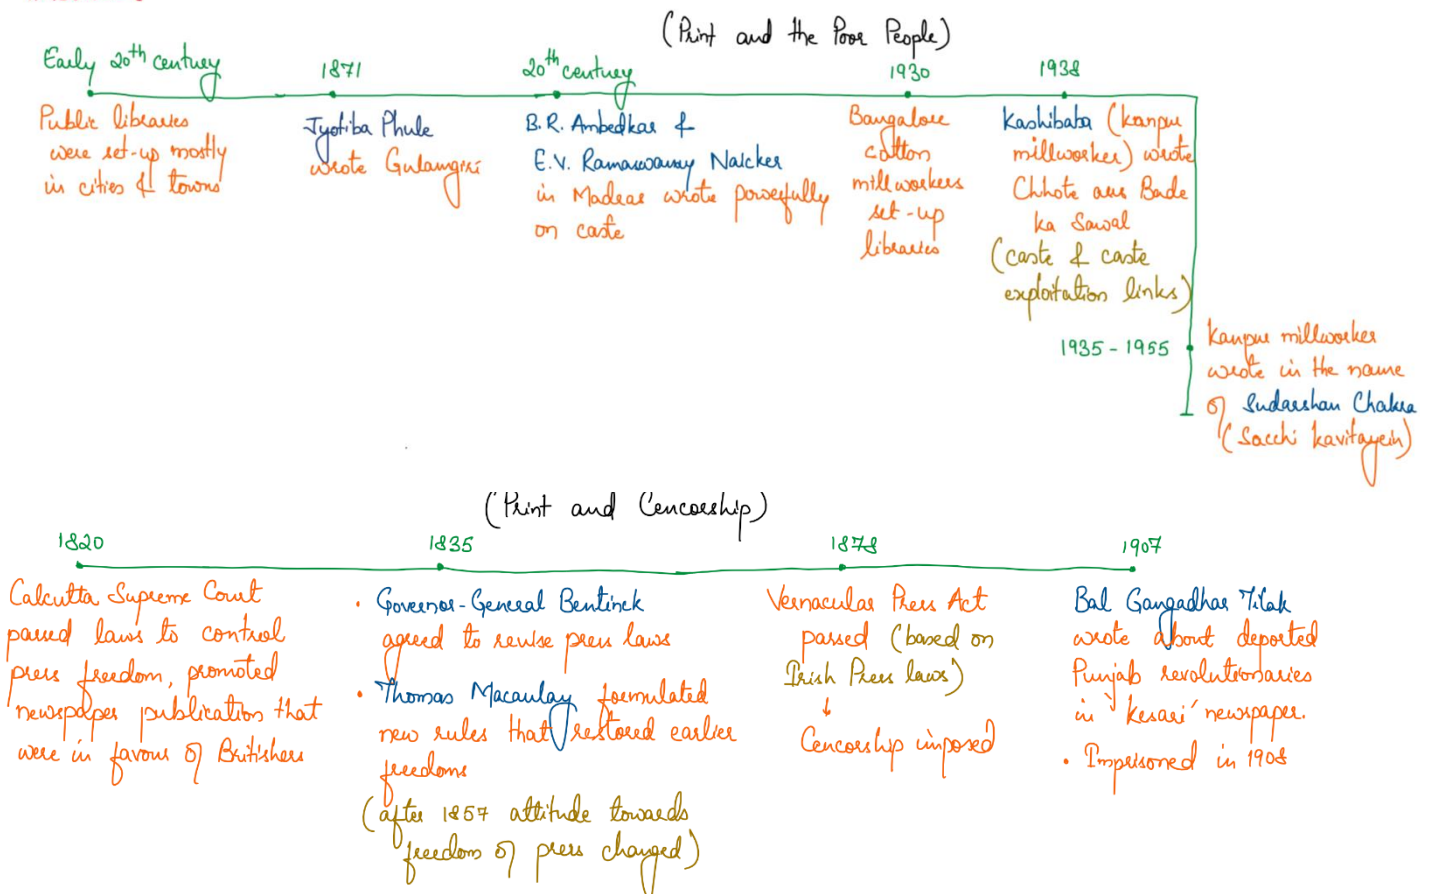 (Print and the Poor People)
Early 20th century
Public libraries
were set-up mostly
in cities & towns
1871
Jyotiba Phule
wrote Gulamgiri
20th century
B.R. Ambedkar &
E.V. Ramaswamy Naicker
in Madras wrote powerfully
on caste
1930
Bangalore
cotton
millworkers
set-up
libraries
1938
Kashibaba (Kanpur
millworker) wrote
Chhote aur Bade
ka Sawal
(caste & caste
exploitation links)
1935 - 1955
Kanpur millworker
wrote in the name
of Sudarshan Chakra
(Sacchi kavitayein)
(Print and Cencorship)
1820
Calcutta Supreme Court
passed laws to control
press freedom, promoted
newspaper publication that
were in favour of Britishers
1835
• Governor-General Bentinck
agreed to revise press laws
• Thomas Macaulay formulated
new rules that restored earlier
freedoms
(after 1857 attitude towards
freedom of press changed)
1878
Vernacular Press Act
passed (based on
Irish Press laws)
↓
Cencorship imposed
1907
Bal Gangadhar Tilak
wrote about deported
Punjab revolutionaries
in 'Kesari' newspaper.
• Imprisoned in 1908